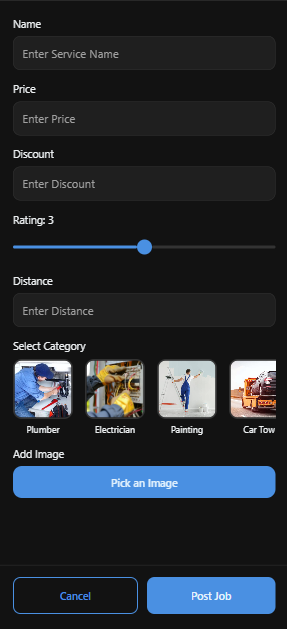 Name
Enter Service Name
Price
Enter Price
Discount
Enter Discount
Rating: 3
Distance
Enter Distance
Select Category
Plumber Electrician Painting Car Tow
Add Image
Pick an Image
Cancel Post Job